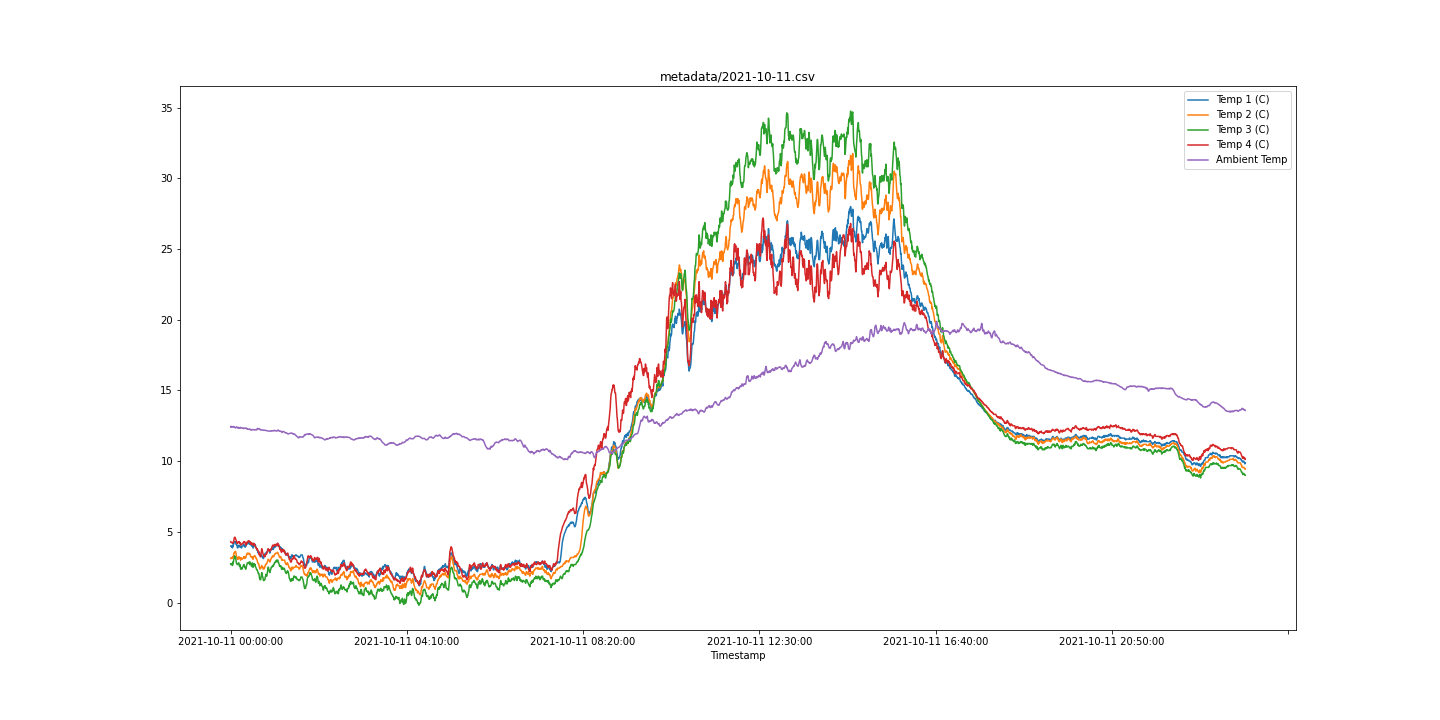 metadata/2021-10-11.csv
Temp 1 (C)
Temp 2 (C)
Temp 3 (C)
Temp 4 (C)
Ambient Temp
35
30
25
20
15
10
5
0
2021-10-11 00:00:00
2021-10-11 04:10:00
2021-10-11 08:20:00
2021-10-11 12:30:00
2021-10-11 16:40:00
2021-10-11 20:50:00
Timestamp